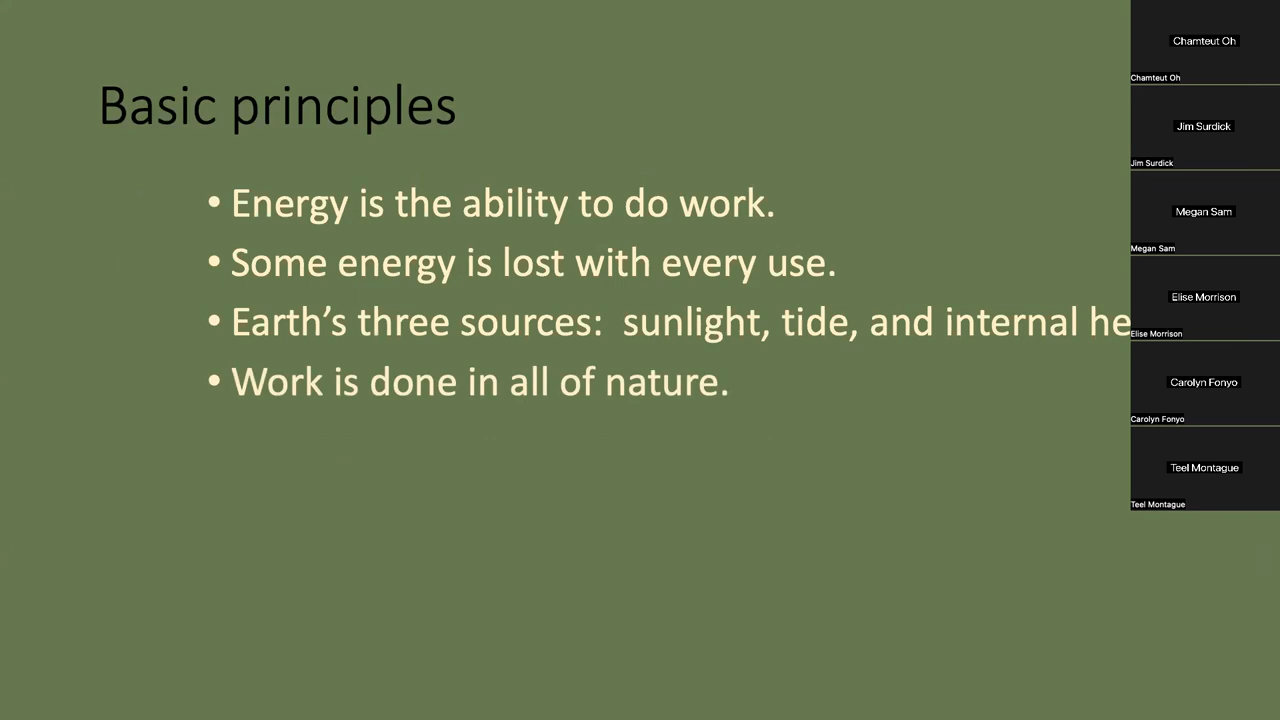 Basic principles
• Energy is the ability to do work.
• Some energy is lost with every use.
• Earth’s three sources:  sunlight, tide, and internal he
• Work is done in all of nature.
Chamteut Oh
Chamteut Oh
Jim Surdick
Jim Surdick
Megan Sam
Megan Sam
Elise Morrison
Elise Morrison
Carolyn Fonyo
Carolyn Fonyo
Teel Montague
Teel Montague